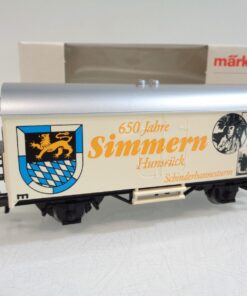 märk
650 Jahre
Simmern
Hunsrück
Schinderhannesturm